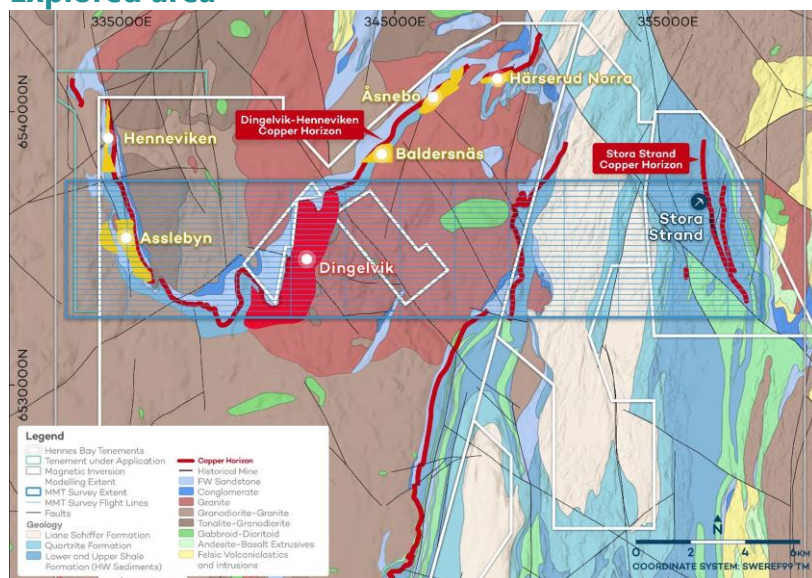 Explored area
335000E
345000E
355000E
6540000N
6530000N
Härserud Norra
Åsnebo
Dingelvik-Henneviken
Copper Horizon
Henneviken
Baldersnäs
Stora Strand
Copper Horizon
Stora
Strand
Asslebyn
Dingelvik
Legend
Hennes Bay Tenements
Tenement under Application
Magnetic Inversion
Modelling Extent
MMT Survey Extent
MMT Survey Flight Lines
Faults
Geology
Liane Schiffer Formation
Quartzite Formation
Lower and Upper Shale
Formation (HW Sediments)
Copper Horizon
Historical Mine
FW Sandstone
Conglomerate
Granite
Granodiorite-Granite
Tonalite-Granodiorite
Gabbroid-Dioritoid
Andesite-Basalt Extrusives
Felsic Volcaniclastics
and Intrusions
N
0 2 4 6KM
COORDINATE SYSTEM: SWEREF99 TM